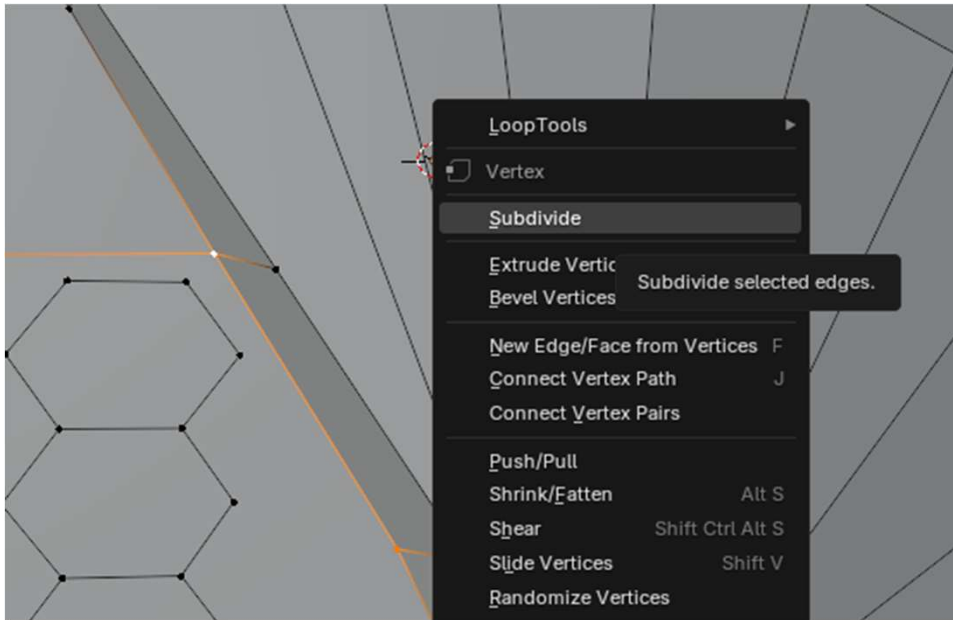 LoopTools
Vertex
Subdivide
Extrude
Subdivide selected edges.
Bevel Vertices
New Edge/Face from Vertices F
Connect Vertex Path J
Connect Vertex Pairs
Push/Pull
Shrink/Fatten Alt S
Shear Shift Ctrl Alt S
Slide Vertices Shift V
Randomize Vertices